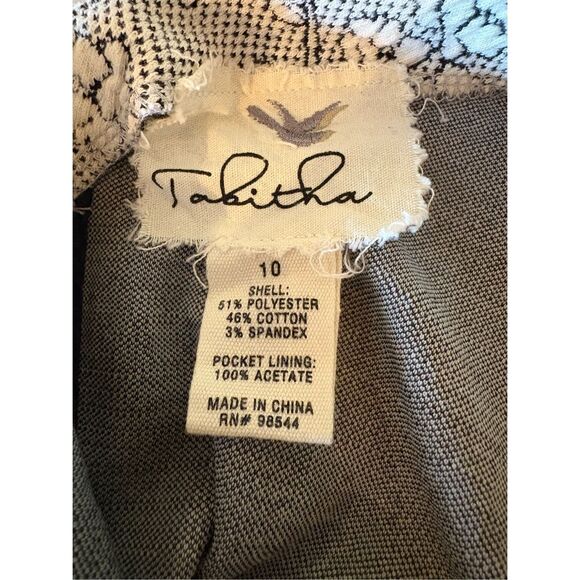 Tabitha
10
SHELL:
51% POLYESTER
46% COTTON
3% SPANDEX
POCKET LINING:
100% ACETATE
MADE IN CHINA
RN# 98544